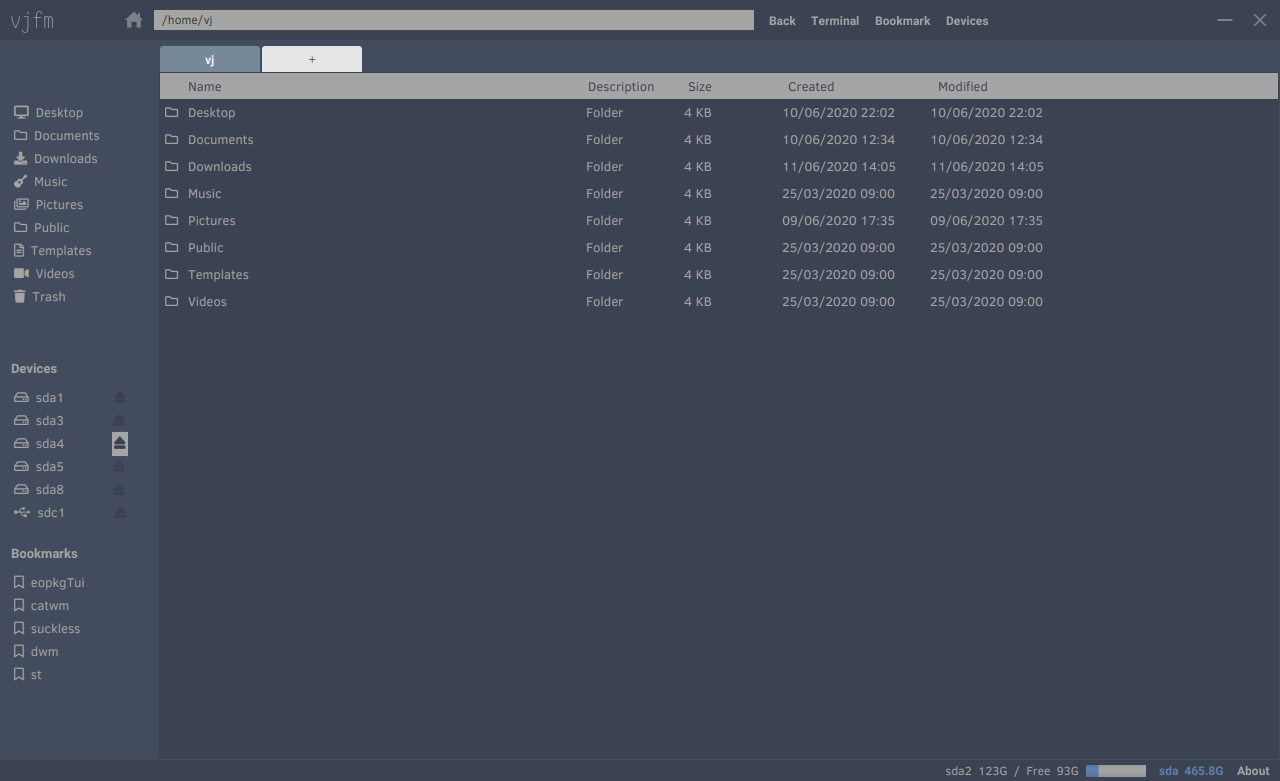 vjfm /home/vj Back Terminal Bookmark Devices
vj +
Name Description Size Created Modified
Desktop Folder 4 KB 10/06/2020 22:02 10/06/2020 22:02
Documents Folder 4 KB 10/06/2020 12:34 10/06/2020 12:34
Downloads Folder 4 KB 11/06/2020 14:05 11/06/2020 14:05
Music Folder 4 KB 25/03/2020 09:00 25/03/2020 09:00
Pictures Folder 4 KB 09/06/2020 17:35 09/06/2020 17:35
Public Folder 4 KB 25/03/2020 09:00 25/03/2020 09:00
Templates Folder 4 KB 25/03/2020 09:00 25/03/2020 09:00
Videos Folder 4 KB 25/03/2020 09:00 25/03/2020 09:00
Desktop
Documents
Downloads
Music
Pictures
Public
Templates
Videos
Trash
Devices
sda1
sda3
sda4
sda5
sda8
sdc1
Bookmarks
eopkgTui
catwm
suckless
dwm
st
sda2 123G / Free 93G sda 465.8G About